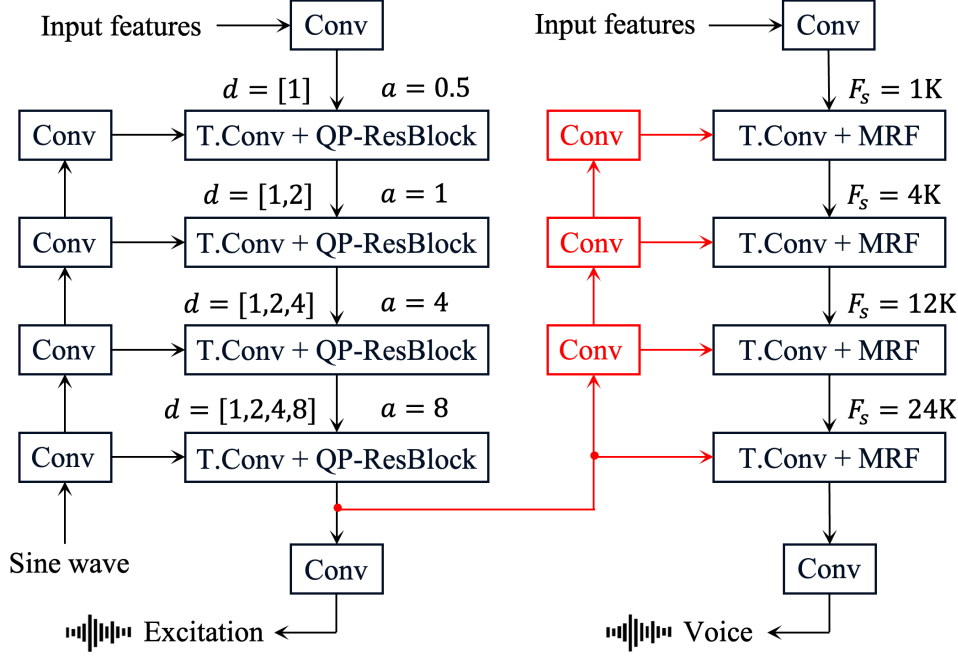 Input features
Conv
Input features
Conv
d = [1]
a = 0.5
F_s = 1K
Conv
T.Conv + QP-ResBlock
Conv
T.Conv + MRF
d = [1,2]
a = 1
F_s = 4K
Conv
T.Conv + QP-ResBlock
Conv
T.Conv + MRF
d = [1,2,4]
a = 4
F_s = 12K
Conv
T.Conv + QP-ResBlock
Conv
T.Conv + MRF
d = [1,2,4,8]
a = 8
F_s = 24K
Conv
T.Conv + QP-ResBlock
T.Conv + MRF
Sine wave
Conv
Conv
Excitation
Voice